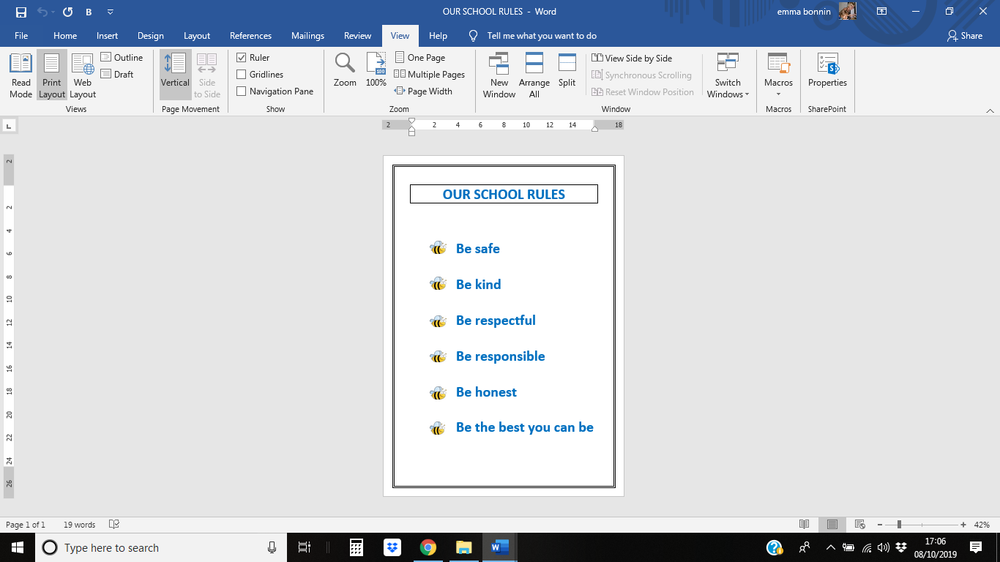 OUR SCHOOL RULES - Word
emma bonnin
File Home Insert Design Layout References Mailings Review View Help Tell me what you want to do Share
Read Mode
Print Layout
Web Layout
Outline
Draft
Views
Vertical
Side to Side
Page Movement
Ruler
Gridlines
Navigation Pane
Show
Zoom
100%
100
One Page
Multiple Pages
Page Width
Zoom
New Window
Arrange All
Split
View Side by Side
Synchronous Scrolling
Reset Window Position
Switch Windows
Window
Macros
Macros
Properties
SharePoint
2 2 4 6 8 10 12 14 18
2 2 4 6 8 10 12 14 16 18 20 22 24 26
OUR SCHOOL RULES
Be safe
Be kind
Be respectful
Be responsible
Be honest
Be the best you can be
Page 1 of 1 19 words 42%
Type here to search
17:06
08/10/2019